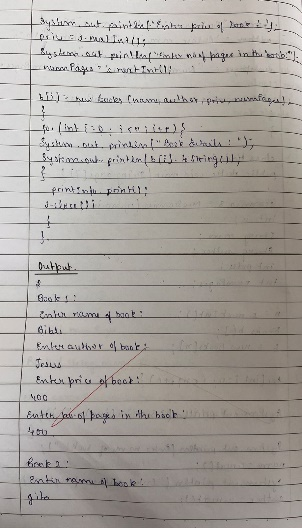 System.out.println("Enter price of book");
price = s.nextInt();
System.out.println("enter no of pages in the book:");
numPages = s.nextInt();
b[i] = new Books (name, author, price, numPages);
}
for (int i=0; i<n; i++) {
System.out.println("Book details: ");
System.out.println(b[i].toString());
{
s.
}
}
Output.
2
Book 1:
Enter name of book:
Bible
Enter author of book:
Jesus
Enter price of book:
400
Enter no. of pages in the book:
400
Book 2:
Enter name of book:
gita